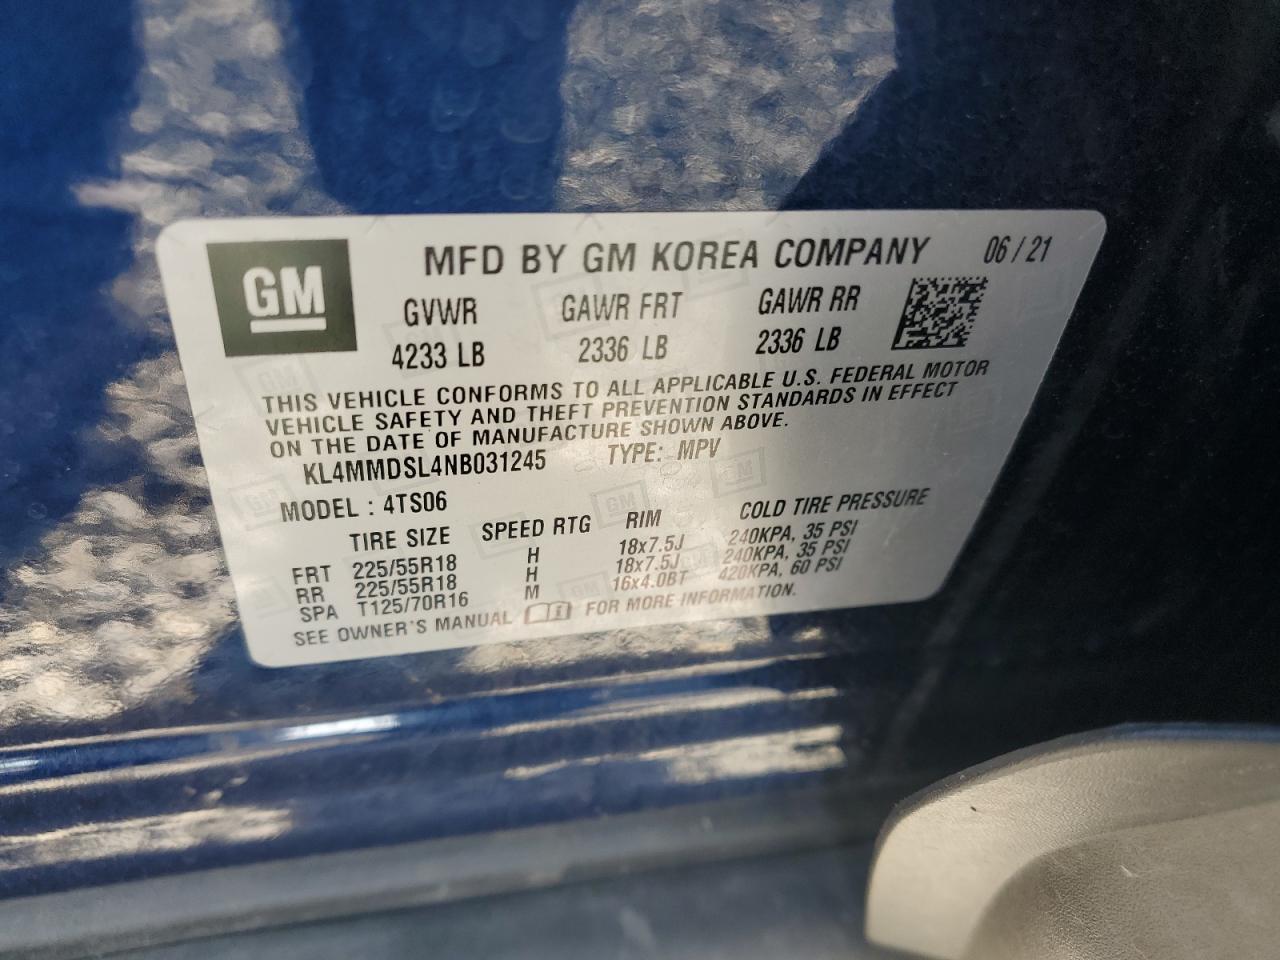 GM
MFD BY GM KOREA COMPANY 06 / 21
GVWR GAWR FRT GAWR RR
4233 LB 2336 LB 2336 LB
THIS VEHICLE CONFORMS TO ALL APPLICABLE U.S. FEDERAL MOTOR
VEHICLE SAFETY AND THEFT PREVENTION STANDARDS IN EFFECT
ON THE DATE OF MANUFACTURE SHOWN ABOVE.
KL4MMDSL4NB031245 TYPE: MPV
MODEL : 4TS06
TIRE SIZE SPEED RTG RIM COLD TIRE PRESSURE
FRT 225/55R18 H 18x7.5J 240KPA, 35 PSI
RR 225/55R18 H 18x7.5J 240KPA, 35 PSI
SPA T125/70R16 M 16x4.0BT 420KPA, 60 PSI
SEE OWNER'S MANUAL FOR MORE INFORMATION.